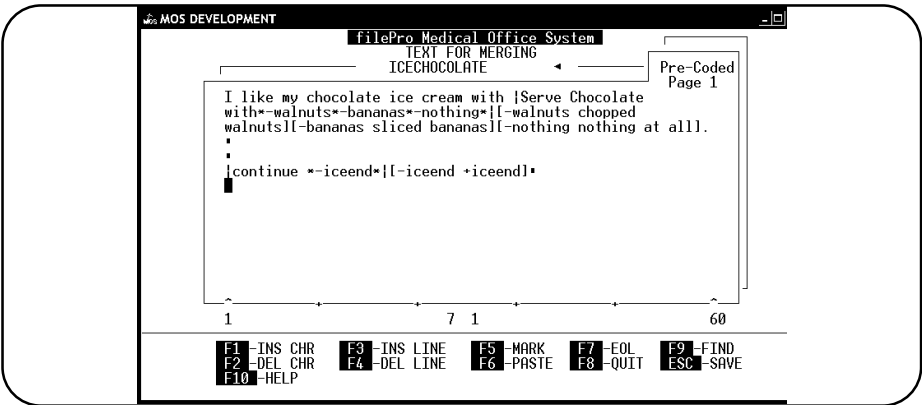 MOS DEVELOPMENT
filePro Medical Office System
TEXT FOR MERGING
ICECHOCOLATE
Pre-Coded
Page 1
I like my chocolate ice cream with |Serve Chocolate
with*-walnuts*-bananas*-nothing*|[-walnuts chopped
walnuts][-bananas sliced bananas][-nothing nothing at all].
|continue *-iceend*|[-iceend +iceend]
1 7 1 60
F1 -INS CHR F3 -INS LINE F5 -MARK F7 -EOL F9 -FIND
F2 -DEL CHR F4 -DEL LINE F6 -PASTE F8 -QUIT ESC -SAVE
F10 -HELP